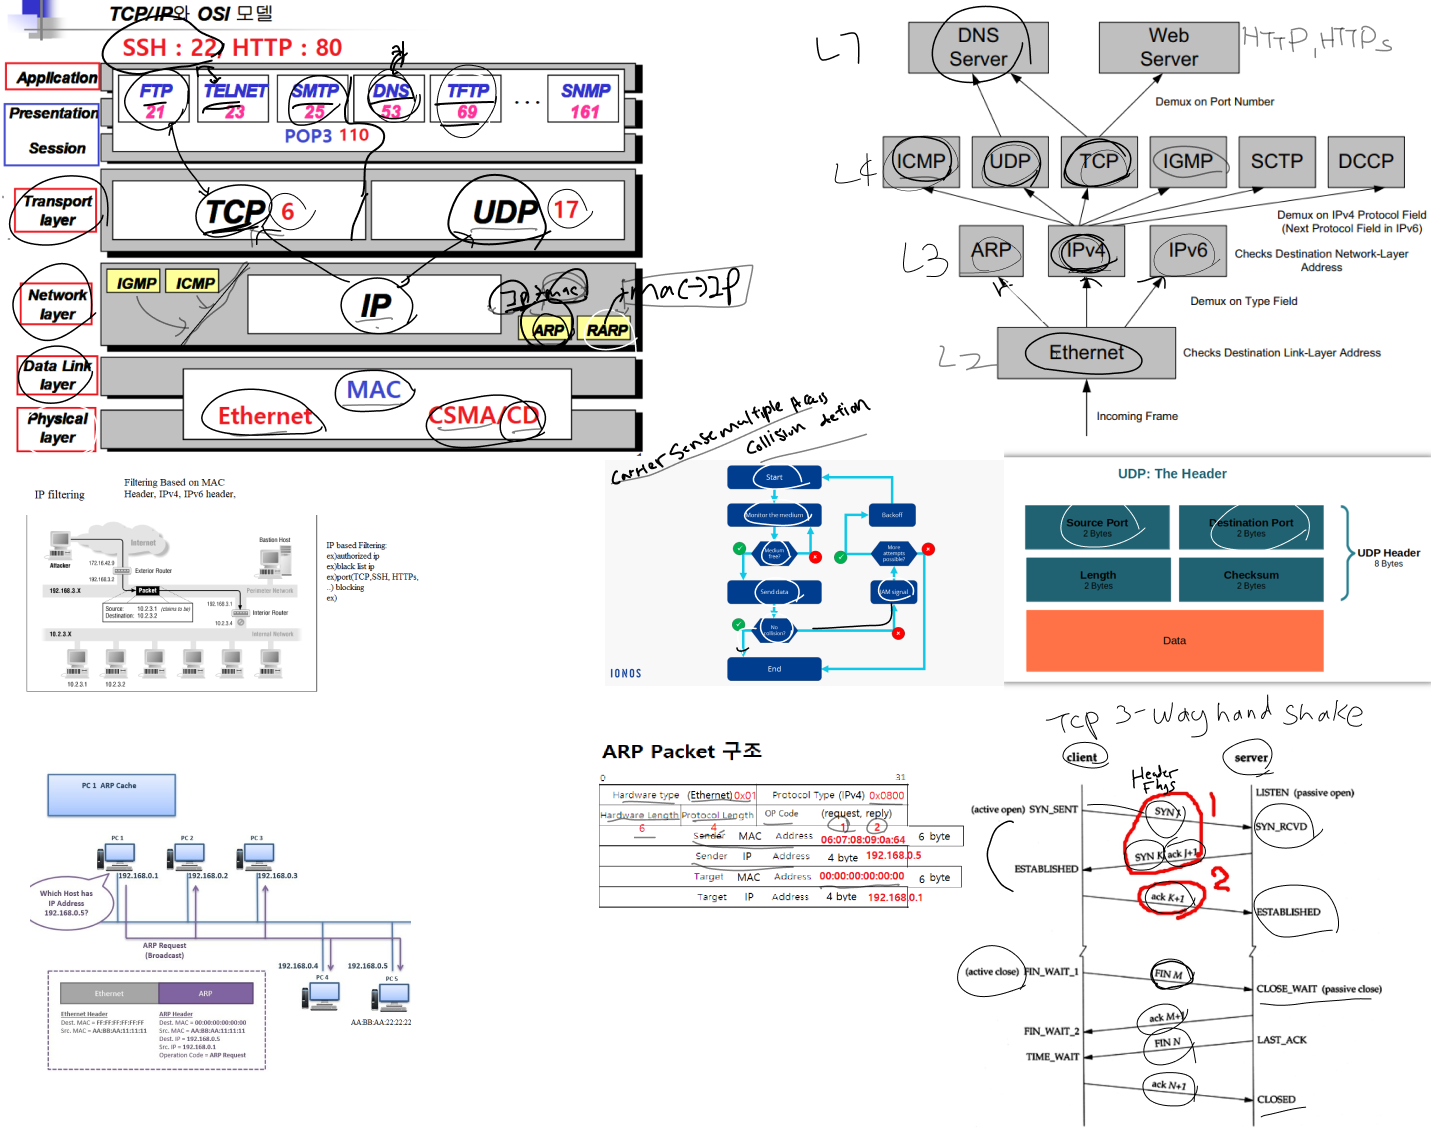 TCP/IP와 OSI 모델
SSH : 22, HTTP : 80
Application
Presentation
Session
FTP
21
TELNET
23
SMTP
25
DNS
53
TFTP
69
...
SNMP
161
POP3 110
Transport
layer
TCP 6
UDP 17
Network
layer
IGMP
ICMP
IP
IP→mac
mac→IP
ARP
RARP
Data Link
layer
MAC
Physical
layer
Ethernet
CSMA/CD
L7
DNS
Server
Web
Server
HTTP, HTTPs
Demux on Port Number
L4
ICMP
UDP
TCP
IGMP
SCTP
DCCP
Demux on IPv4 Protocol Field
(Next Protocol Field in IPv6)
L3
ARP
IPv4
IPv6
Checks Destination Network-Layer
Address
Demux on Type Field
L2
Ethernet
Checks Destination Link-Layer Address
Incoming Frame
IP filtering
Filtering Based on MAC
Header, IPv4, IPv6 header,
Internet
Attacker
172.16.42.9
Exterior Router
192.168.3.2
Bastion Host
192.168.3.X
Packet
Perimeter Network
Source: 10.2.3.1 (claims to be)
Destination: 10.2.3.2
192.168.3.1
Interior Router
10.2.3.4
10.2.3.X
Internal Network
10.2.3.1
10.2.3.2
IP based Filtering:
ex)authorized ip
ex)black list ip
ex)port(TCP,SSH, HTTPs,
..) blocking
ex)
Carrier Sense multiple Access
Collision detion
Start
Monitor the medium
Medium
free?
Send data
No
collision?
End
Backoff
More
attempts
possible?
JAM signal
IONOS
UDP: The Header
Source Port
2 Bytes
Destination Port
2 Bytes
Length
2 Bytes
Checksum
2 Bytes
UDP Header
8 Bytes
Data
PC 1 ARP Cache
PC 1
PC 2
PC 3
192.168.0.1
192.168.0.2
192.168.0.3
Which Host has
IP Address
192.168.0.5?
ARP Request
(Broadcast)
192.168.0.4
192.168.0.5
PC 4
PC 5
AA:BB:AA:22:22:22
Ethernet
ARP
Ethernet Header
Dest. MAC = FF:FF:FF:FF:FF:FF
Src. MAC = AA:BB:AA:11:11:11
ARP Header
Dest. MAC = 00:00:00:00:00:00
Src. MAC = AA:BB:AA:11:11:11
Dest. IP = 192.168.0.5
Src. IP = 192.168.0.1
Operation Code = ARP Request
ARP Packet 구조
0
31
Hardware type (Ethernet) 0x01
Protocol Type (IPv4) 0x0800
Hardware Length
Protocol Length
OP Code (request, reply)
6
4
1
2
Sender MAC Address 06:07:08:09:0a:64 6 byte
Sender IP Address 4 byte 192.168.0.5
Target MAC Address 00:00:00:00:00:00 6 byte
Target IP Address 4 byte 192.168.0.1
TCP 3-way hand shake
client
server
Header
Flags
1
LISTEN (passive open)
(active open) SYN_SENT
SYN J
SYN_RCVD
SYN K, ack J+1
ESTABLISHED
2
ack K+1
ESTABLISHED
(active close) FIN_WAIT_1
FIN M
CLOSE_WAIT (passive close)
ack M+1
FIN_WAIT_2
FIN N
LAST_ACK
TIME_WAIT
ack N+1
CLOSED